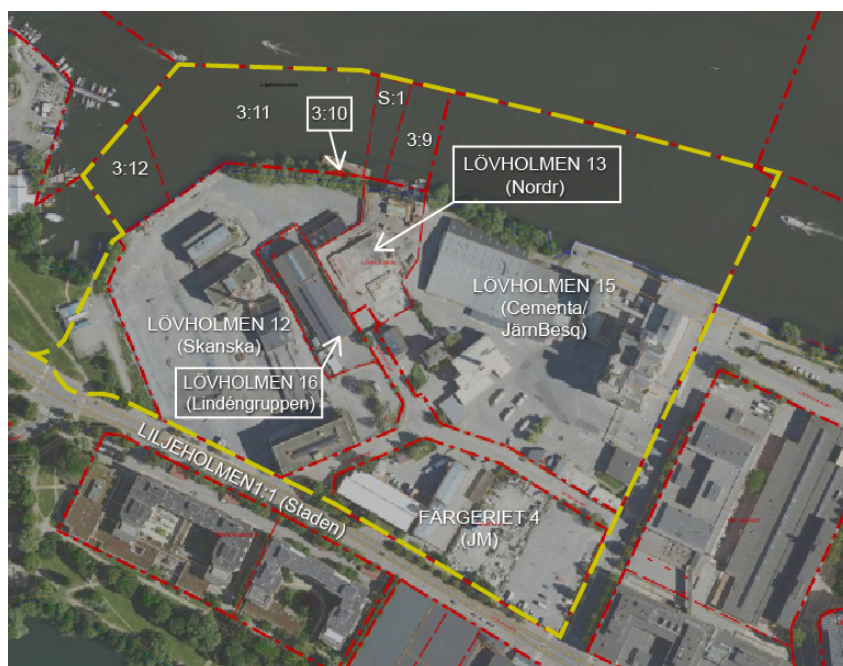 3:11
S:1
3:10
3:9
3:12
LÖVHOLMEN 13
(Nordr)
LÖVHOLMEN 15
(Cementa/
JärnBesq)
LÖVHOLMEN 12
(Skanska)
LÖVHOLMEN 16
(Lindéngruppen)
LILJEHOLMEN1:1 (Staden)
FÄRGERIET 4
(JM)